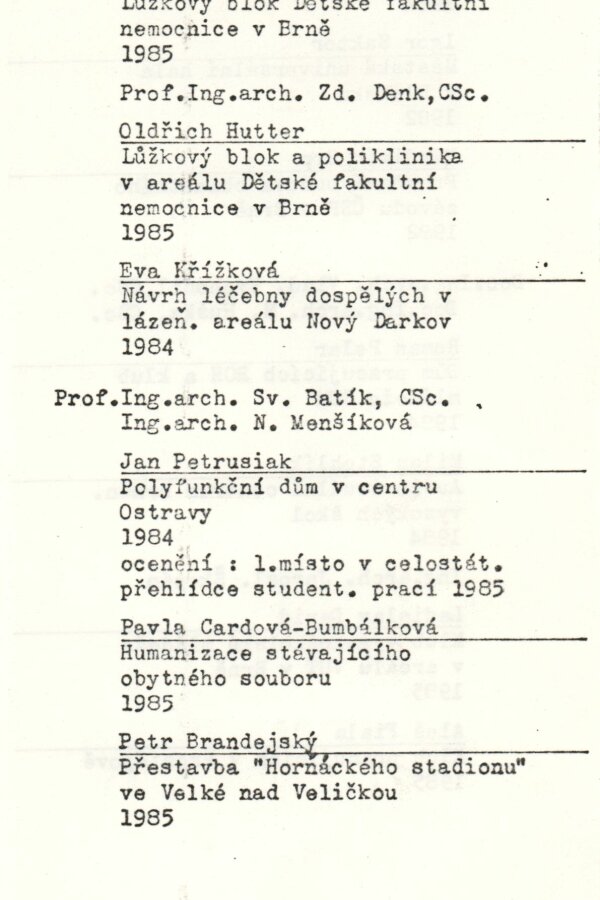 Lůžkový blok Dětské fakultní
nemocnice v Brně
1985
Prof.Ing.arch. Zd. Denk,CSc.
Oldřich Hutter
Lůžkový blok a poliklinika
v areálu Dětské fakultní
nemocnice v Brně
1985
Eva Křížková
Návrh léčebny dospělých v
lázeň. areálu Nový Darkov
1984
Prof.Ing.arch. Sv. Batík, CSc.
Ing.arch. N. Menšíková
Jan Petrusiak
Polyfunkční dům v centru
Ostravy
1984
ocenění : 1.místo v celostát.
přehlídce student. prací 1985
Pavla Cardová-Bumbálková
Humanizace stávajícího
obytného souboru
1985
Petr Brandejský
Přestavba "Horňáckého stadionu"
ve Velké nad Veličkou
1985